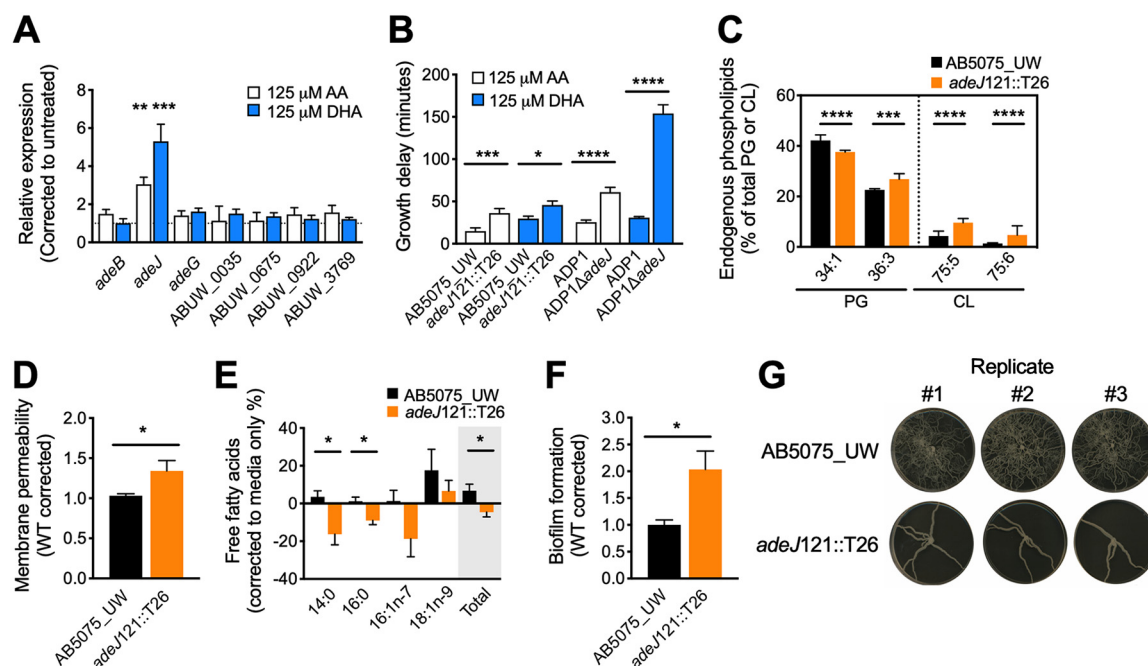 A
Relative expression
(Corrected to untreated)
8
6
4
2
0
** ***
125 μM AA
125 μM DHA
adeB
adeJ
adeG
ABUW_0035
ABUW_0675
ABUW_0922
ABUW_3769
B
Growth delay (minutes)
200
150
100
50
0
125 μM AA
125 μM DHA
***
*
****
****
AB5075_UW
adeJ121::T26
AB5075_UW
adeJ121::T26
ADP1
ADP1ΔadeJ
ADP1
ADP1ΔadeJ
C
AB5075_UW
adeJ121::T26
Endogenous phospholipids
(% of total PG or CL)
60
40
20
0
****
***
****
****
34:1
36:3
75:5
75:6
PG
CL
D
Membrane permeability
(WT corrected)
2.0
1.5
1.0
0.5
0.0
*
AB5075_UW
adeJ121::T26
E
AB5075_UW
adeJ121::T26
Free fatty acids
(corrected to media only %)
40
20
0
-20
-40
*
*
*
14:0
16:0
16:1n-7
18:1n-9
Total
F
Biofilm formation
(WT corrected)
3.0
2.5
2.0
1.5
1.0
0.5
0.0
*
AB5075_UW
adeJ121::T26
G
Replicate
#1 #2 #3
AB5075_UW
adeJ121::T26